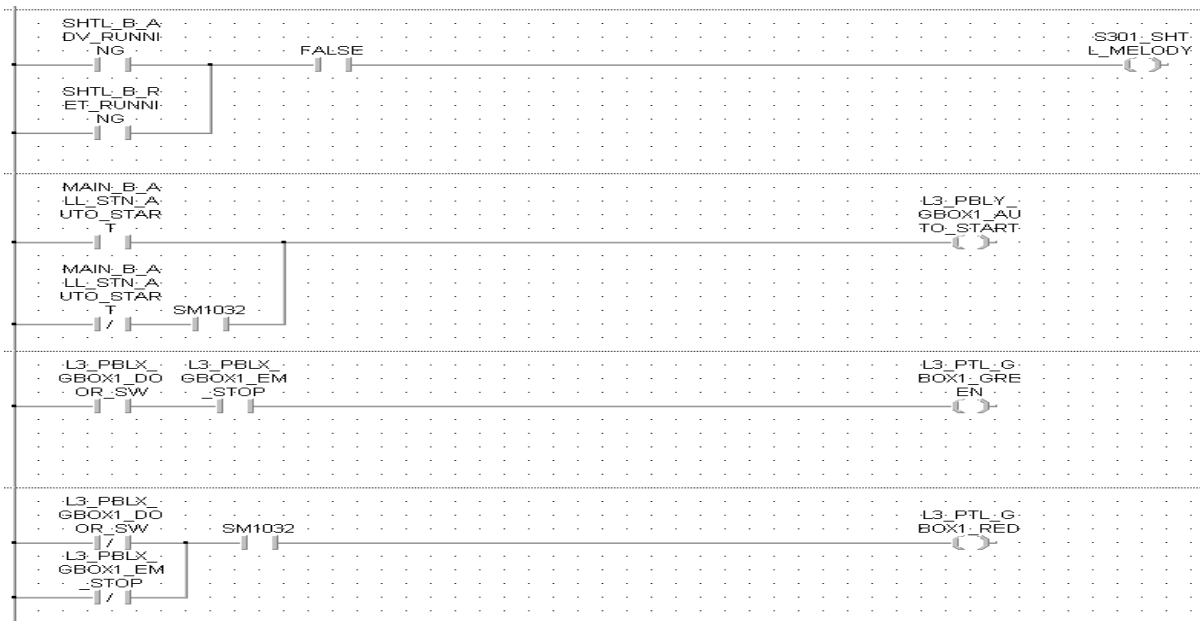 SHTL_B_A
DV_RUNNI
NG
FALSE
S301_SHT
L_MELODY
SHTL_B_R
ET_RUNNI
NG
MAIN_B_A
LL_STN_A
UTO_STAR
T
L3_PBLY_
GBOX1_AU
TO_START
MAIN_B_A
LL_STN_A
UTO_STAR
T
SM1032
L3_PBLX_
GBOX1_DO
OR_SW
L3_PBLX_
GBOX1_EM
_STOP
L3_PTL_G
BOX1_GRE
EN
L3_PBLX_
GBOX1_DO
OR_SW
SM1032
L3_PTL_G
BOX1_RED
L3_PBLX_
GBOX1_EM
_STOP